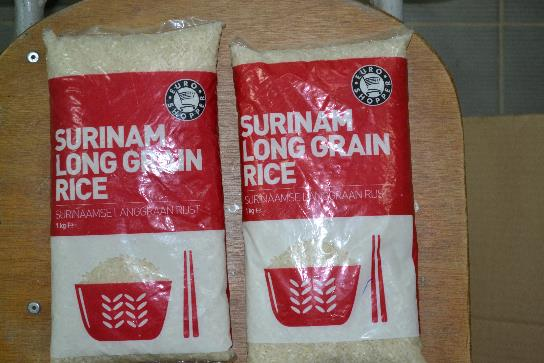 EURO SHOPPER
SURINAM
LONG GRAIN
RICE
SURINAAMSE LANGGRAAN RIJST
1 kg e
EURO SHOPPER
SURINAM
LONG GRAIN
RICE
SURINAAMSE LANGGRAAN RIJST
1 kg e